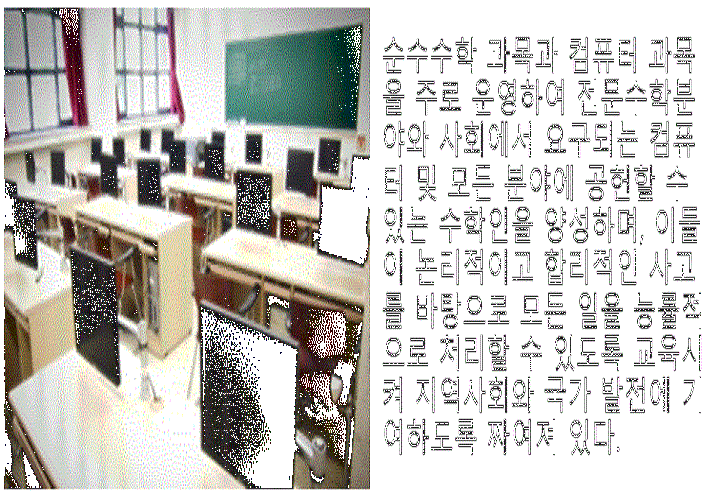 순수수학 과목과 컴퓨터 과목
을 주로 운영하여 전문수학분
야와 사회에서 요구되는 컴퓨
터 및 모든분야에 공헌할 수
있는 수학인을 양성하며, 이들
이 논리적이고 합리적인 사고
를 바탕으로 모든 일을 능률적
으로 처리할 수 있도록 교육시
켜 지역사회와 국가 발전에 기
여하도록 짜여져 있다.